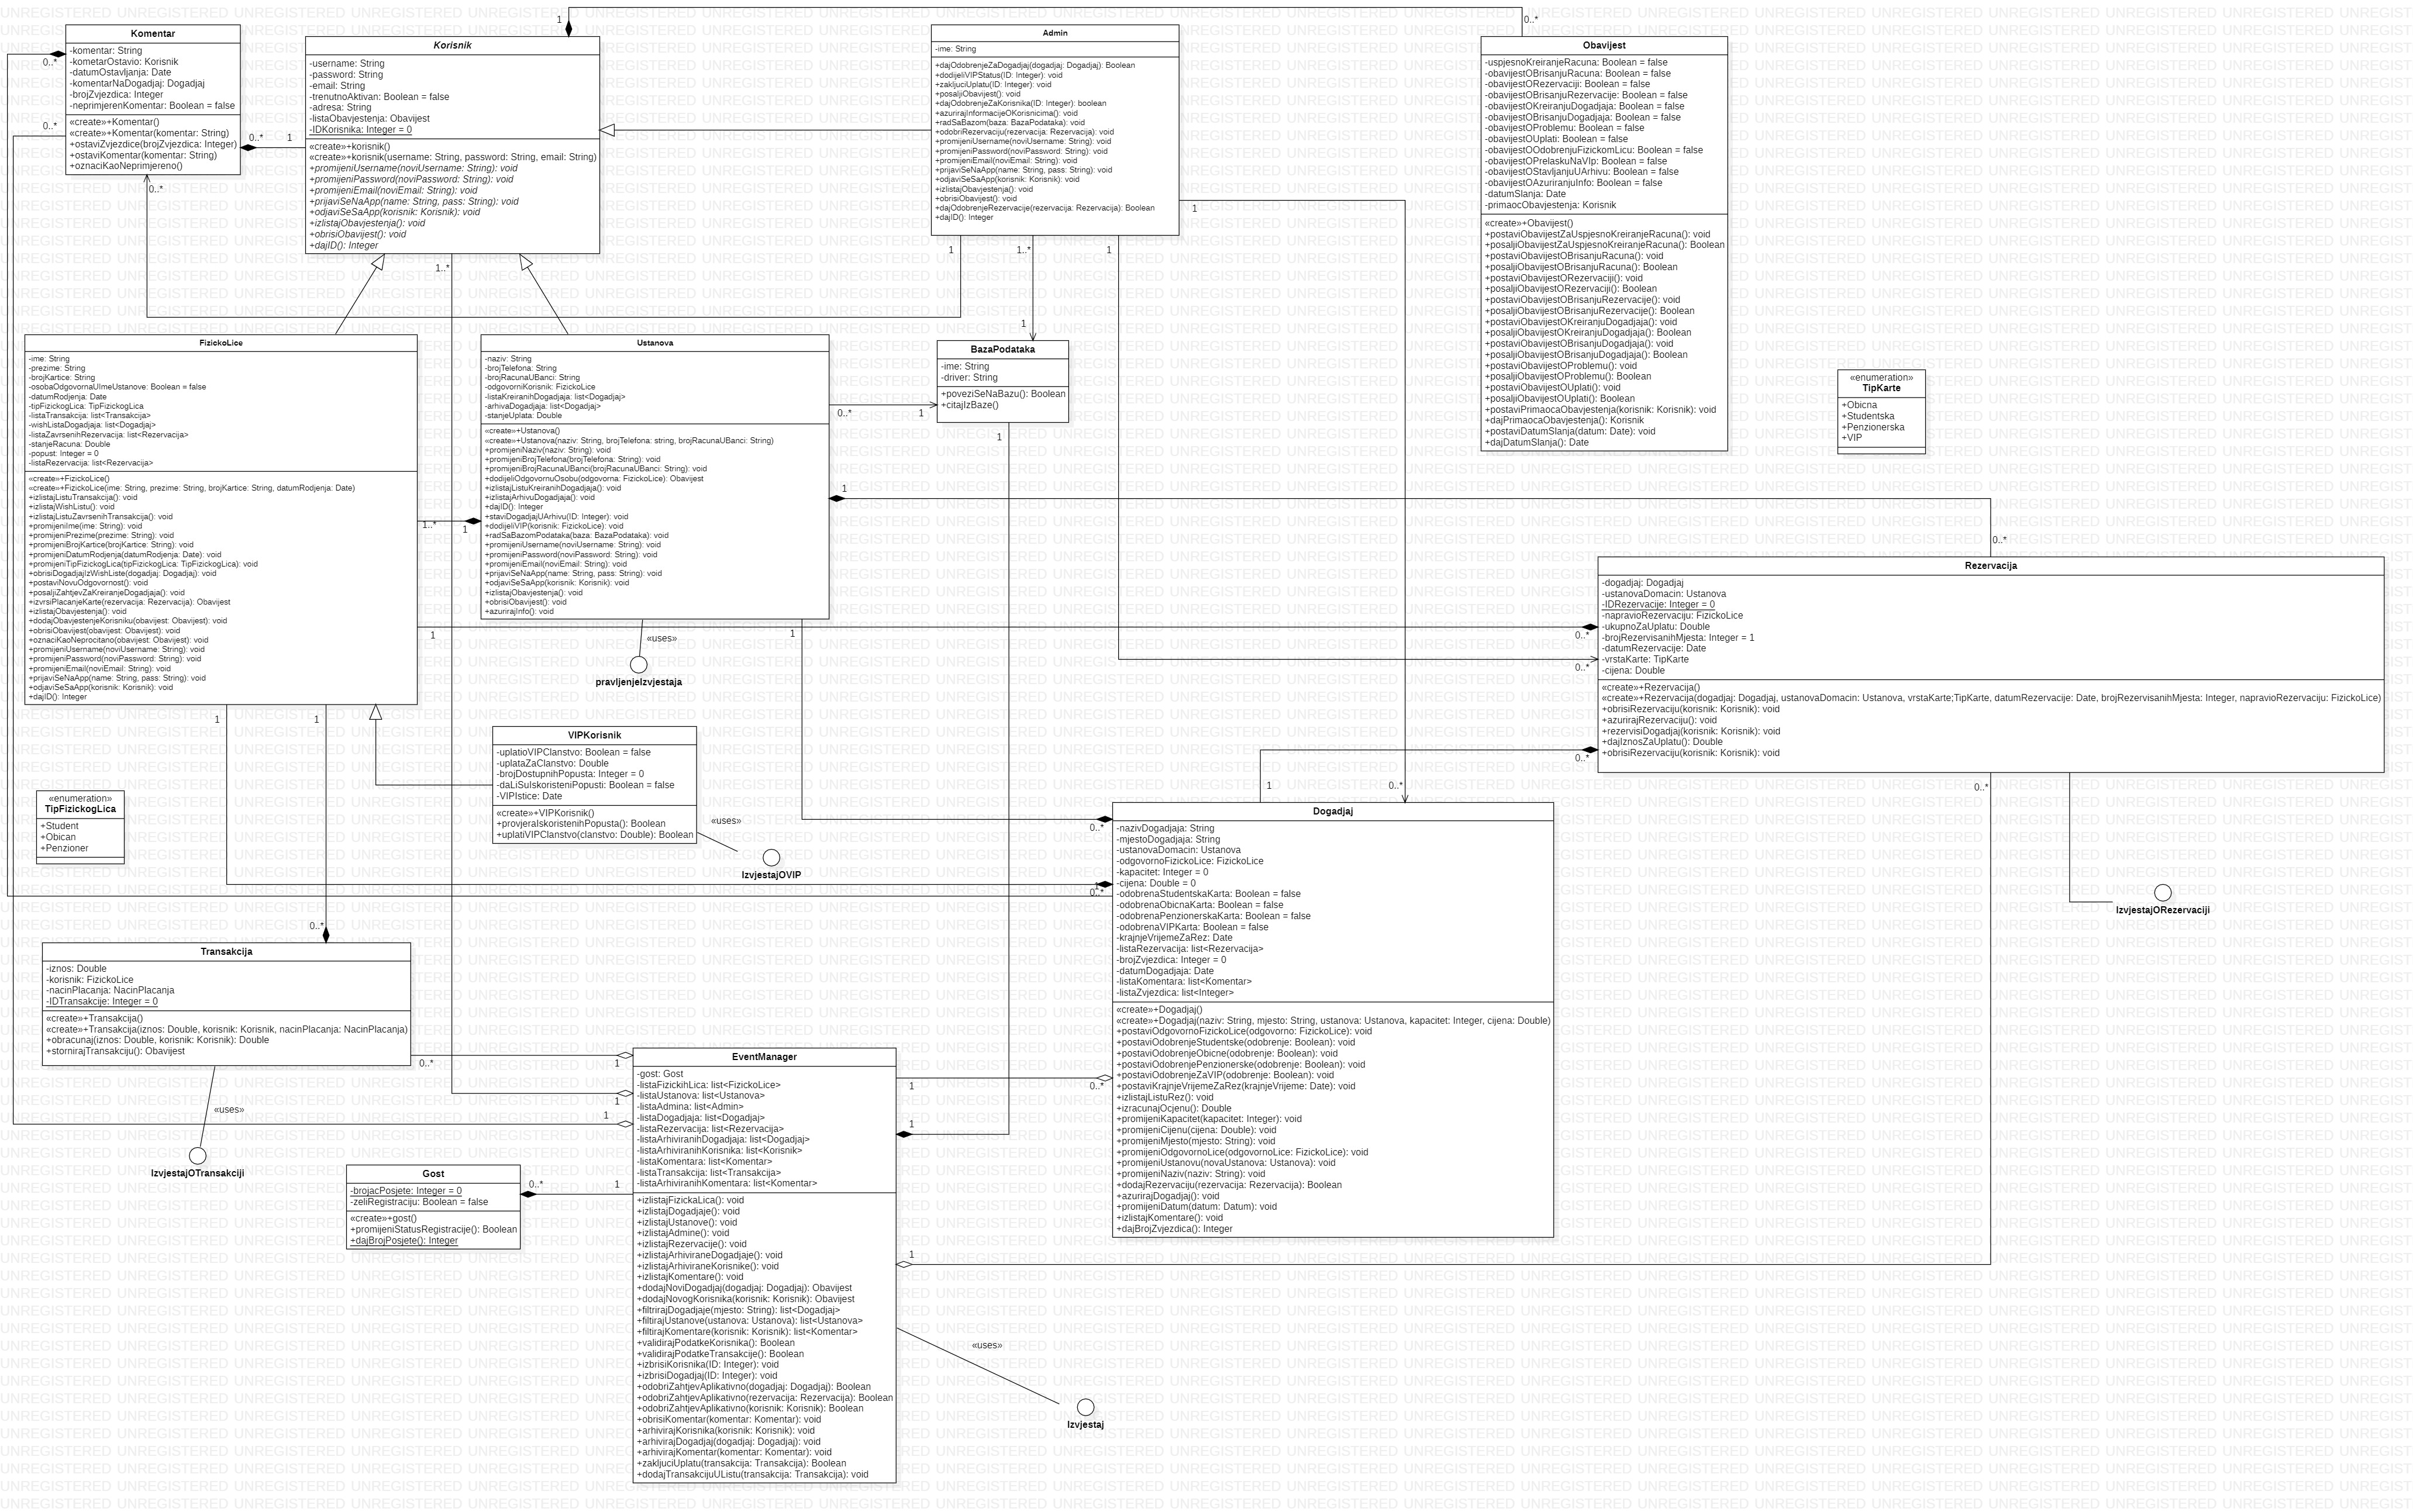 Komentar
-komentar: String
-kometarOstavio: Korisnik
-datumOstavljanja: Date
-komentarNaDogadjaj: Dogadjaj
-brojZvjezdica: Integer
-neprimjerenKomentar: Boolean = false
«create»+Komentar()
«create»+Komentar(komentar: String)
+ostaviZvjezdice(brojZvjezdica: Integer)
+ostaviKomentar(komentar: String)
+oznaciKaoNeprimjereno()
0..*
0..*
0..*
1
0..*
Korisnik
-username: String
-password: String
-email: String
-trenutnoAktivan: Boolean = false
-adresa: String
-listaObavjestenja: Obavijest
-IDKorisnika: Integer = 0
«create»+korisnik()
«create»+korisnik(username: String, password: String, email: String)
+promijeniUsername(noviUsername: String): void
+promijeniPassword(noviPassword: String): void
+promijeniEmail(noviEmail: String): void
+prijaviSeNaApp(name: String, pass: String): void
+odjaviSeSaApp(korisnik: Korisnik): void
+izlistajObavjestenja(): void
+obrisiObavijest(): void
+dajID(): Integer
1
0..*
1..*
Admin
-ime: String
+dajOdobrenjeZaDogadjaj(dogadjaj: Dogadjaj): Boolean
+dodijeliVIPStatus(ID: Integer): void
+zakljuciUplatu(ID: Integer): void
+posaljiObavijest(): void
+dajOdobrenjeZaKorisnika(ID: Integer): boolean
+azurirajInformacijeOKorisnicima(): void
+radSaBazom(baza: BazaPodataka): void
+odobriRezervaciju(rezervacija: Rezervacija): void
+promijeniUsername(noviUsername: String): void
+promijeniPassword(noviPassword: String): void
+promijeniEmail(noviEmail: String): void
+prijaviSeNaApp(name: String, pass: String): void
+odjaviSeSaApp(korisnik: Korisnik): void
+izlistajObavjestenja(): void
+obrisiObavijest(): void
+dajOdobrenjeRezervacije(rezervacija: Rezervacija): Boolean
+dajID(): Integer
1
1
1..*
1
Obavijest
-uspjesnoKreiranjeRacuna: Boolean = false
-obavijestOBrisanjuRacuna: Boolean = false
-obavijestORezervaciji: Boolean = false
-obavijestOBrisanjuRezervacije: Boolean = false
-obavijestOKreiranjuDogadjaja: Boolean = false
-obavijestOBrisanjuDogadjaja: Boolean = false
-obavijestOProblemu: Boolean = false
-obavijestOUplati: Boolean = false
-obavijestOOdobrenjuFizickomLicu: Boolean = false
-obavijestOPrelaskuNaVIp: Boolean = false
-obavijestOStavljanjuUArhivu: Boolean = false
-obavijestOAzuriranjuInfo: Boolean = false
-datumSlanja: Date
-primaocObavjestenja: Korisnik
«create»+Obavijest()
+postaviObavijestZaUspjesnoKreiranjeRacuna(): void
+posaljiObavijestZaUspjesnoKreiranjeRacuna(): Boolean
+postaviObavijestOBrisanjuRacuna(): void
+posaljiObavijestOBrisanjuRacuna(): Boolean
+postaviObavijestORezervaciji(): void
+posaljiObavijestORezervaciji(): Boolean
+postaviObavijestOBrisanjuRezervacije(): void
+posaljiObavijestOBrisanjuRezervacije(): Boolean
+postaviObavijestOKreiranjuDogadjaja(): void
+posaljiObavijestOKreiranjuDogadjaja(): Boolean
+postaviObavijestOBrisanjuDogadjaja(): void
+posaljiObavijestOBrisanjuDogadjaja(): Boolean
+postaviObavijestOProblemu(): void
+posaljiObavijestOProblemu(): Boolean
+postaviObavijestOUplati(): void
+posaljiObavijestOUplati(): Boolean
+postaviPrimaocaObavjestenja(korisnik: Korisnik): void
+dajPrimaocaObavjestenja(): Korisnik
+postaviDatumSlanja(datum: Date): void
+dajDatumSlanja(): Date
«enumeration»
TipKarte
+Obicna
+Studentska
+Penzionerska
+VIP
FizickoLice
-ime: String
-prezime: String
-brojKartice: String
-osobaOdgovornaUImeUstanove: Boolean = false
-datumRodjenja: Date
-tipFizickogLica: TipFizickogLica
-listaTransakcija: list<Transakcija>
-wishListaDogadjaja: list<Dogadjaj>
-listaZavrsenihRezervacija: list<Rezervacija>
-stanjeRacuna: Double
-popust: Integer = 0
-listaRezervacija: list<Rezervacija>
«create»+FizickoLice()
«create»+FizickoLice(ime: String, prezime: String, brojKartice: String, datumRodjenja: Date)
+izlistajListuTransakcija(): void
+izlistajWishListu(): void
+izlistajListuZavrsenihTransakcija(): void
+promijeniIme(ime: String): void
+promijeniPrezime(prezime: String): void
+promijeniBrojKartice(brojKartice: String): void
+promijeniDatumRodjenja(datumRodjenja: Date): void
+promijeniTipFizickogLica(tipFizickogLica: TipFizickogLica): void
+obrisiDogadjajIzWishListe(dogadjaj: Dogadjaj): void
+postaviNovuOdgovornost(): void
+posaljiZahtjevZaKreiranjeDogadjaja(): void
+izvrsiPlacanjeKarte(rezervacija: Rezervacija): Obavijest
+izlistajObavjestenja(): void
+dodajObavjestenjeKorisniku(obavijest: Obavijest): void
+obrisiObavijest(obavijest: Obavijest): void
+oznaciKaoNeprocitano(obavijest: Obavijest): void
+promijeniUsername(noviUsername: String): void
+promijeniPassword(noviPassword: String): void
+promijeniEmail(noviEmail: String): void
+prijaviSeNaApp(name: String, pass: String): void
+odjaviSeSaApp(korisnik: Korisnik): void
+dajID(): Integer
1..*
1
1
1
1
Ustanova
-naziv: String
-brojTelefona: String
-brojRacunaUBanci: String
-odgovorniKorisnik: FizickoLice
-listaKreiranihDogadjaja: list<Dogadjaj>
-arhivaDogadjaja: list<Dogadjaj>
-stanjeUplata: Double
«create»+Ustanova()
«create»+Ustanova(naziv: String, brojTelefona: string, brojRacunaUBanci: String)
+promijeniNaziv(naziv: String): void
+promijeniBrojTelefona(brojTelefona: String): void
+promijeniBrojRacunaUBanci(brojRacunaUBanci: String): void
+dodijeliOdgovornuOsobu(odgovorna: FizickoLice): Obavijest
+izlistajListuKreiranihDogadjaja(): void
+izlistajArhivuDogadjaja(): void
+dajID(): Integer
+staviDogadjajUArhivu(ID: Integer): void
+dodijeliVIP(korisnik: FizickoLice): void
+radSaBazomPodataka(baza: BazaPodataka): void
+promijeniUsername(noviUsername: String): void
+promijeniPassword(noviPassword: String): void
+promijeniEmail(noviEmail: String): void
+prijaviSeNaApp(name: String, pass: String): void
+odjaviSeSaApp(korisnik: Korisnik): void
+izlistajObavjestenja(): void
+obrisiObavijest(): void
+azurirajInfo(): void
0..*
1
1
1
«uses»
pravljenjeIzvjestaja
1
BazaPodataka
-ime: String
-driver: String
+poveziSeNaBazu(): Boolean
+citajIzBaze()
1
0..*
Rezervacija
-dogadjaj: Dogadjaj
-ustanovaDomacin: Ustanova
-IDRezervacije: Integer = 0
-napravioRezervaciju: FizickoLice
-ukupnoZaUplatu: Double
-brojRezervisanihMjesta: Integer = 1
-datumRezervacije: Date
-vrstaKarte: TipKarte
-cijena: Double
«create»+Rezervacija()
«create»+Rezervacija(dogadjaj: Dogadjaj, ustanovaDomacin: Ustanova, vrstaKarte;TipKarte, datumRezervacije: Date, brojRezervisanihMjesta: Integer, napravioRezervaciju: FizickoLice)
+obrisiRezervaciju(korisnik: Korisnik): void
+azurirajRezervaciju(): void
+rezervisiDogadjaj(korisnik: Korisnik): void
+dajIznosZaUplatu(): Double
+obrisiRezervaciju(korisnik: Korisnik): void
0..*
0..*
0..*
0..*
IzvjestajORezervaciji
VIPKorisnik
-uplatioVIPClanstvo: Boolean = false
-uplataZaClanstvo: Double
-brojDostupnihPopusta: Integer = 0
-daLiSuIskoristeniPopusti: Boolean = false
-VIPIstice: Date
«create»+VIPKorisnik()
+provjeraIskoristenihPopusta(): Boolean
+uplatiVIPClanstvo(clanstvo: Double): Boolean
«uses»
IzvjestajOVIP
«enumeration»
TipFizickogLica
+Student
+Obican
+Penzioner
1
0..*
Dogadjaj
-nazivDogadjaja: String
-mjestoDogadjaja: String
-ustanovaDomacin: Ustanova
-odgovornoFizickoLice: FizickoLice
-kapacitet: Integer = 0
-cijena: Double = 0
-odobrenaStudentskaKarta: Boolean = false
-odobrenaObicnaKarta: Boolean = false
-odobrenaPenzionerskaKarta: Boolean = false
-odobrenaVIPKarta: Boolean = false
-krajnjeVrijemeZaRez: Date
-listaRezervacija: list<Rezervacija>
-brojZvjezdica: Integer = 0
-datumDogadjaja: Date
-listaKomentara: list<Komentar>
-listaZvjezdica: list<Integer>
«create»+Dogadjaj()
«create»+Dogadjaj(naziv: String, mjesto: String, ustanova: Ustanova, kapacitet: Integer, cijena: Double)
+postaviOdgovornoFizickoLice(odgovorno: FizickoLice): void
+postaviOdobrenjeStudentske(odobrenje: Boolean): void
+postaviOdobrenjeObicne(odobrenje: Boolean): void
+postaviOdobrenjePenzionerske(odobrenje: Boolean): void
+postaviOdobrenjeZaVIP(odobrenje: Boolean): void
+postaviKrajnjeVrijemeZaRez(krajnjeVrijeme: Date): void
+izlistajListuRez(): void
+izracunajOcjenu(): Double
+promijeniKapacitet(kapacitet: Integer): void
+promijeniCijenu(cijena: Double): void
+promijeniMjesto(mjesto: String): void
+promijeniOdgovornoLice(odgovornoLice: FizickoLice): void
+promijeniUstanovu(novaUstanova: Ustanova): void
+promijeniNaziv(naziv: String): void
+dodajRezervaciju(rezervacija: Rezervacija): Boolean
+azurirajDogadjaj(): void
+promijeniDatum(datum: Datum): void
+izlistajKomentare(): void
+dajBrojZvjezdica(): Integer
0..*
1
0..*
0..*
0..*
Transakcija
-iznos: Double
-korisnik: FizickoLice
-nacinPlacanja: NacinPlacanja
-IDTransakcije: Integer = 0
«create»+Transakcija()
«create»+Transakcija(iznos: Double, korisnik: Korisnik, nacinPlacanja: NacinPlacanja)
+obracunaj(iznos: Double, korisnik: Korisnik): Double
+stornirajTransakciju(): Obavijest
0..*
«uses»
IzvjestajOTransakciji
1
1
1
1
1
1
EventManager
-gost: Gost
-listaFizickihLica: list<FizickoLice>
-listaUstanova: list<Ustanova>
-listaAdmina: list<Admin>
-listaDogadjaja: list<Dogadjaj>
-listaRezervacija: list<Rezervacija>
-listaArhiviranihDogadjaja: list<Dogadjaj>
-listaArhiviranihKorisnika: list<Korisnik>
-listaKomentara: list<Komentar>
-listaTransakcija: list<Transakcija>
-listaArhiviranihKomentara: list<Komentar>
+izlistajFizickaLica(): void
+izlistajDogadjaje(): void
+izlistajUstanove(): void
+izlistajAdmine(): void
+izlistajRezervacije(): void
+izlistajArhiviraneDogadjaje(): void
+izlistajArhiviraneKorisnike(): void
+izlistajKomentare(): void
+dodajNoviDogadjaj(dogadjaj: Dogadjaj): Obavijest
+dodajNovogKorisnika(korisnik: Korisnik): Obavijest
+filtrirajDogadjaje(mjesto: String): list<Dogadjaj>
+filtirajUstanove(ustanova: Ustanova): list<Ustanova>
+filtirajKomentare(korisnik: Korisnik): list<Komentar>
+validirajPodatkeKorisnika(): Boolean
+validirajPodatkeTransakcije(): Boolean
+izbrisiKorisnika(ID: Integer): void
+izbrisiDogadjaj(ID: Integer): void
+odobriZahtjevAplikativno(dogadjaj: Dogadjaj): Boolean
+odobriZahtjevAplikativno(rezervacija: Rezervacija): Boolean
+odobriZahtjevAplikativno(korisnik: Korisnik): Boolean
+obrisiKomentar(komentar: Komentar): void
+arhivirajKorisnika(korisnik: Korisnik): void
+arhivirajDogadjaj(dogadjaj: Dogadjaj): void
+arhivirajKomentar(komentar: Komentar): void
+zakljuciUplatu(transakcija: Transakcija): Boolean
+dodajTransakcijuUListu(transakcija: Transakcija): void
1
Gost
-brojacPosjete: Integer = 0
-zeliRegistraciju: Boolean = false
«create»+gost()
+promijeniStatusRegistracije(): Boolean
+dajBrojPosjete(): Integer
0..*
1
«uses»
Izvjestaj